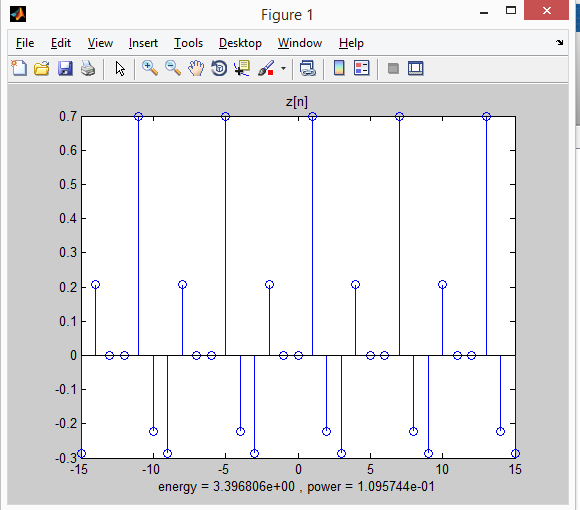 Figure 1
File Edit View Insert Tools Desktop Window Help
z[n]
0.7
0.6
0.5
0.4
0.3
0.2
0.1
0
-0.1
-0.2
-0.3
-15 -10 -5 0 5 10 15
energy = 3.396806e+00 , power = 1.095744e-01